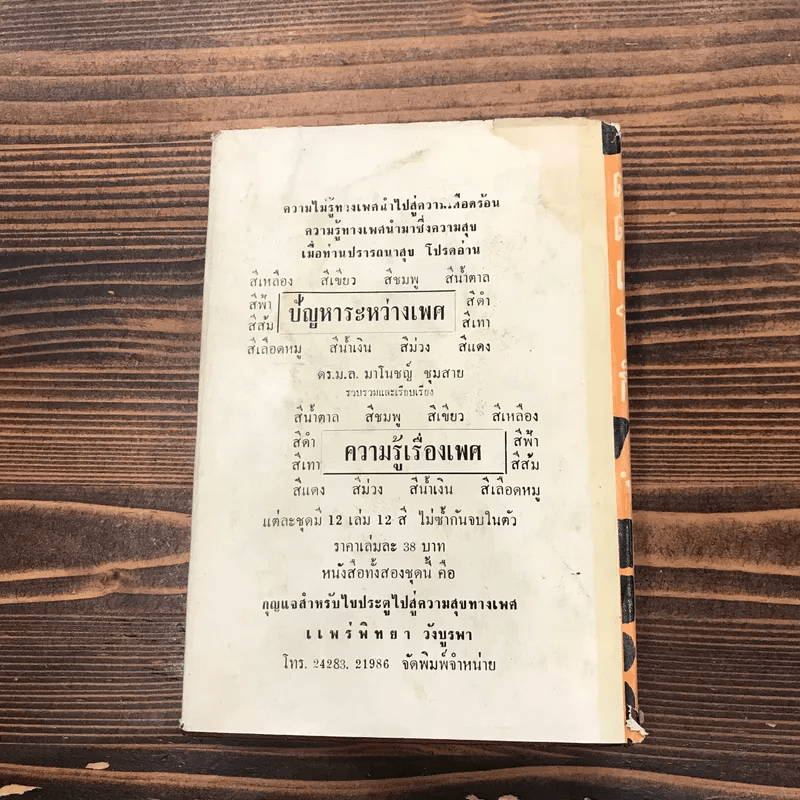 ความไม่รู้ทางเพศนำไปสู่ความเดือดร้อน
ความรู้ทางเพศนำมาซึ่งความสุข
เมื่อท่านปรารถนาสุข โปรดอ่าน
สีเหลือง สีเขียว สีชมพู สีน้ำตาล
สีฟ้า ปัญหาระหว่างเพศ สีดำ
สีส้ม สีเทา
สีเลือดหมู สีน้ำเงิน สีม่วง สีแดง
ดร.ม.ล. มาโนชญ์ ชุมสาย
รวบรวมและเรียบเรียง
สีน้ำตาล สีชมพู สีเขียว สีเหลือง
สีดำ ความรู้เรื่องเพศ สีฟ้า
สีเทา สีส้ม
สีแดง สีม่วง สีน้ำเงิน สีเลือดหมู
แต่ละชุดมี 12 เล่ม 12 สี ไม่ซ้ำกันจบในตัว
ราคาเล่มละ 38 บาท
หนังสือทั้งสองชุดนี้ คือ
กุญแจสำหรับไขประตูไปสู่ความสุขทางเพศ
แพร่พิทยา วังบูรพา
โทร. 24283. 21986 จัดพิมพ์จำหน่าย